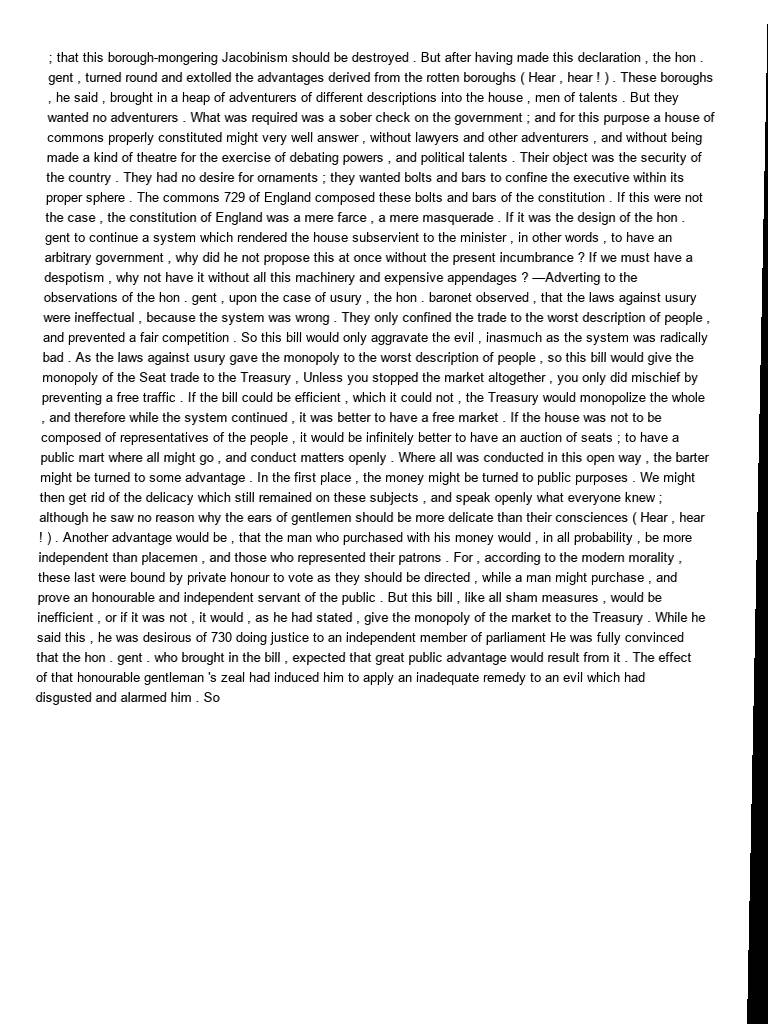 ; that this borough-mongering Jacobinism should be destroyed . But after having made this declaration , the hon .
gent , turned round and extolled the advantages derived from the rotten boroughs ( Hear , hear ! ) . These boroughs
, he said , brought in a heap of adventurers of different descriptions into the house , men of talents . But they
wanted no adventurers . What was required was a sober check on the government ; and for this purpose a house of
commons properly constituted might very well answer , without lawyers and other adventurers , and without being
made a kind of theatre for the exercise of debating powers , and political talents . Their object was the security of
the country . They had no desire for ornaments ; they wanted bolts and bars to confine the executive within its
proper sphere . The commons 729 of England composed these bolts and bars of the constitution . If this were not
the case , the constitution of England was a mere farce , a mere masquerade . If it was the design of the hon .
gent to continue a system which rendered the house subservient to the minister , in other words , to have an
arbitrary government , why did he not propose this at once without the present incumbrance ? If we must have a
despotism , why not have it without all this machinery and expensive appendages ? —Adverting to the
observations of the hon . gent , upon the case of usury , the hon . baronet observed , that the laws against usury
were ineffectual , because the system was wrong . They only confined the trade to the worst description of people ,
and prevented a fair competition . So this bill would only aggravate the evil , inasmuch as the system was radically
bad . As the laws against usury gave the monopoly to the worst description of people , so this bill would give the
monopoly of the Seat trade to the Treasury , Unless you stopped the market altogether , you only did mischief by
preventing a free traffic . If the bill could be efficient , which it could not , the Treasury would monopolize the whole
, and therefore while the system continued , it was better to have a free market . If the house was not to be
composed of representatives of the people , it would be infinitely better to have an auction of seats ; to have a
public mart where all might go , and conduct matters openly . Where all was conducted in this open way , the barter
might be turned to some advantage . In the first place , the money might be turned to public purposes . We might
then get rid of the delicacy which still remained on these subjects , and speak openly what everyone knew ;
although he saw no reason why the ears of gentlemen should be more delicate than their consciences ( Hear , hear
! ) . Another advantage would be , that the man who purchased with his money would , in all probability , be more
independent than placemen , and those who represented their patrons . For , according to the modern morality ,
these last were bound by private honour to vote as they should be directed , while a man might purchase , and
prove an honourable and independent servant of the public . But this bill , like all sham measures , would be
inefficient , or if it was not , it would , as he had stated , give the monopoly of the market to the Treasury . While he
said this , he was desirous of 730 doing justice to an independent member of parliament He was fully convinced
that the hon . gent . who brought in the bill , expected that great public advantage would result from it . The effect
of that honourable gentleman 's zeal had induced him to apply an inadequate remedy to an evil which had
disgusted and alarmed him . So